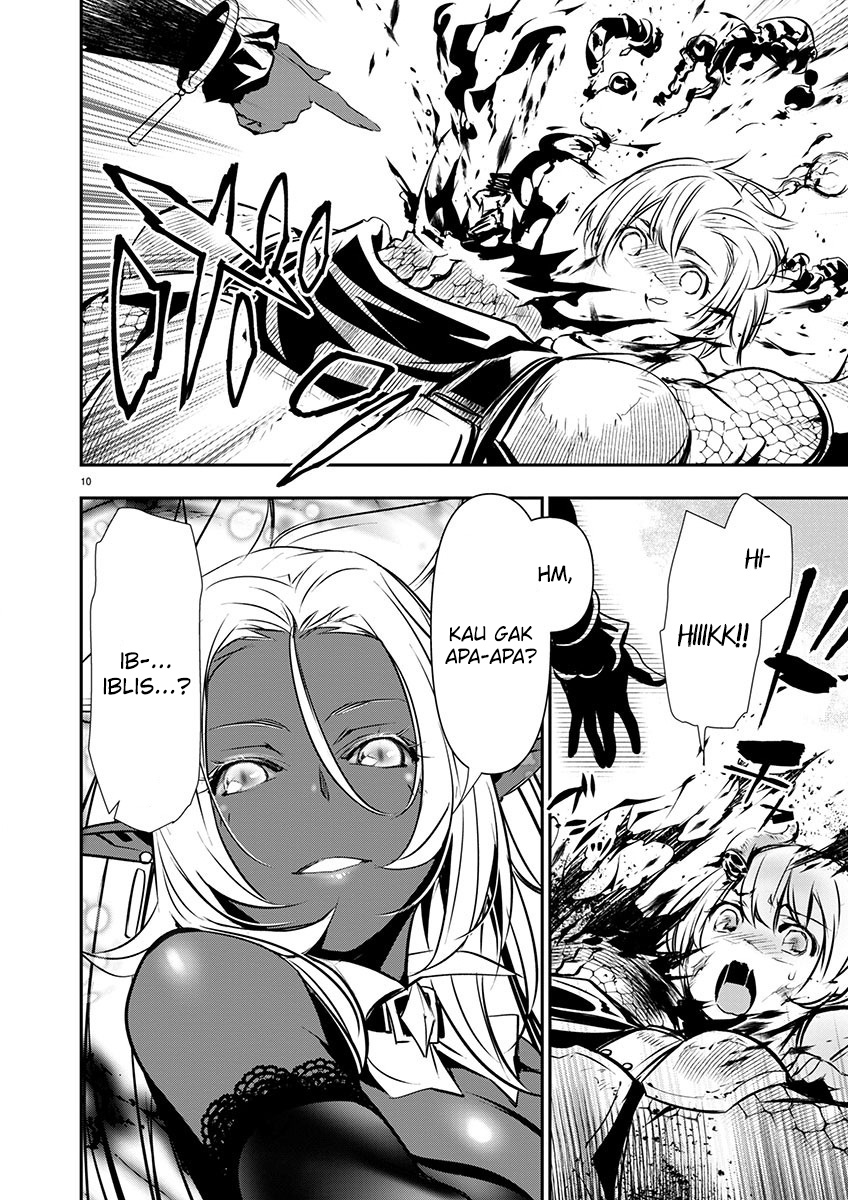 10
HI-
HIIIKK!!
HM,
KAU GAK
APA-APA?
IB-...
IBLIS...?